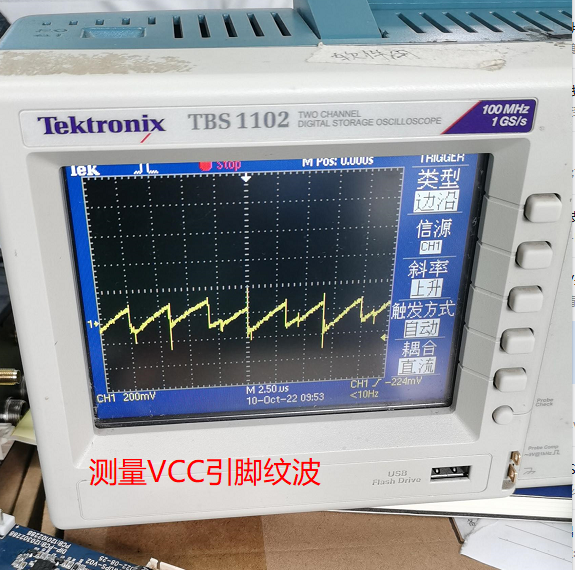 Tektronix
TBS 1102
TWO CHANNEL
DIGITAL STORAGE OSCILLOSCOPE
100 MHz
1 GS/s
Tek
Stop
M Pos: 0.000s
TRIGGER
类型
边沿
信源
CH1
斜率
上升
触发方式
自动
耦合
直流
1
CH1 200mV
M 2.50us
CH1
-224mV
10-Oct-22 09:53
<10Hz
Probe
Check
测量VCC引脚纹波
USB
Flash Drive
Probe Comp